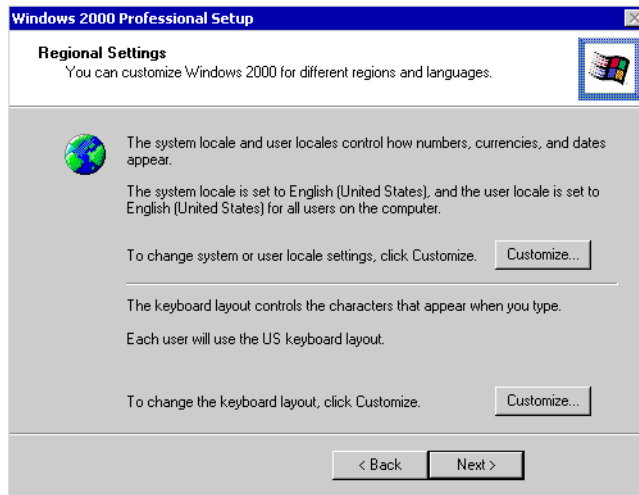 Windows 2000 Professional Setup
Regional Settings
You can customize Windows 2000 for different regions and languages.
The system locale and user locales control how numbers, currencies, and dates
appear.
The system locale is set to English (United States), and the user locale is set to
English (United States) for all users on the computer.
To change system or user locale settings, click Customize.
Customize...
The keyboard layout controls the characters that appear when you type.
Each user will use the US keyboard layout.
To change the keyboard layout, click Customize.
Customize...
< Back
Next >